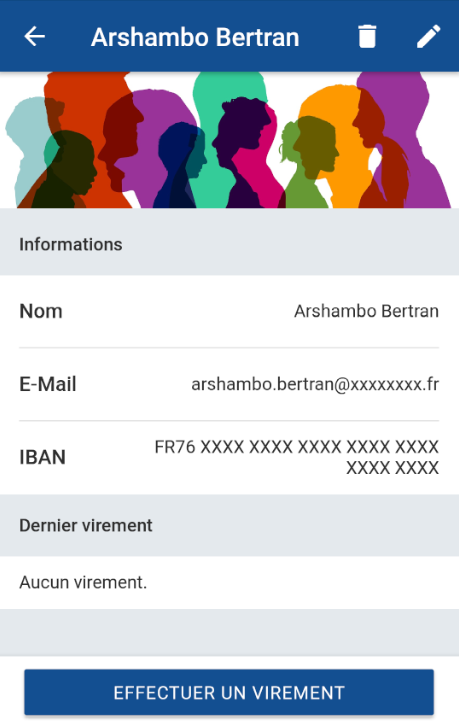 Arshambo Bertran
Informations
Nom
Arshambo Bertran
E-Mail
arshambo.bertran@xxxxxxxx.fr
IBAN
FR76 XXXX XXXX XXXX XXXX XXXX
XXXX XXXX
Dernier virement
Aucun virement.
EFFECTUER UN VIREMENT